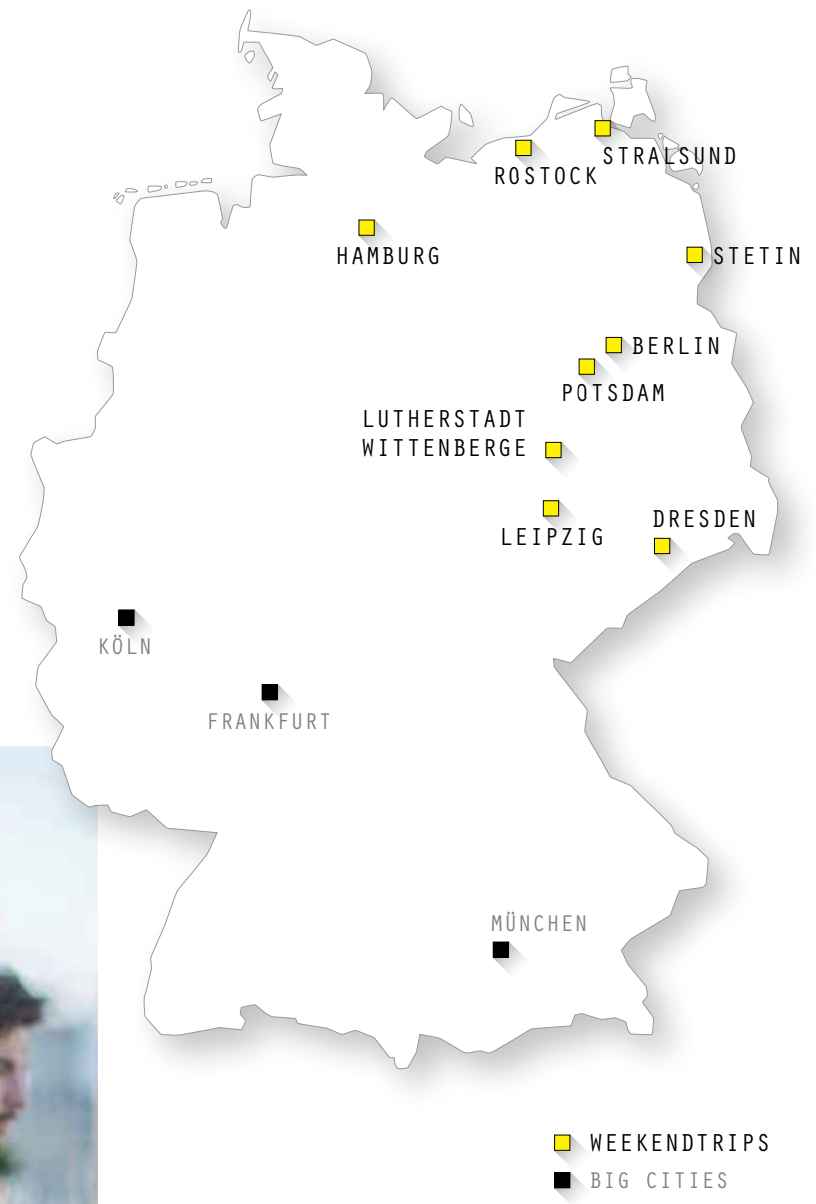 STRALSUND
ROSTOCK
HAMBURG
STETIN
BERLIN
POTSDAM
LUTHERSTADT
WITTENBERGE
DRESDEN
LEIPZIG
KÖLN
FRANKFURT
MÜNCHEN
WEEKENDTRIPS
BIG CITIES